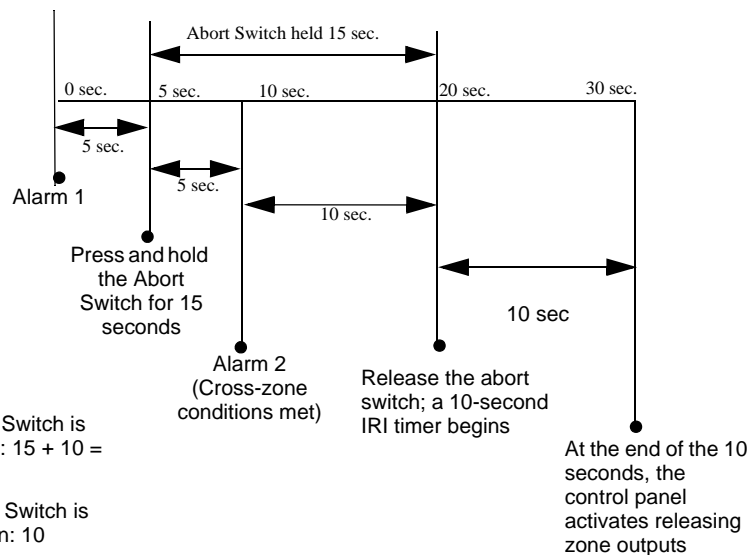 Abort Switch held 15 sec.
0 sec.
5 sec.
10 sec.
20 sec.
30 sec.
5 sec.
5 sec.
10 sec.
10 sec
Alarm 1
Press and hold
the Abort
Switch for 15
seconds
Alarm 2
(Cross-zone
conditions met)
Release the abort
switch; a 10-second
IRI timer begins
At the end of the 10
seconds, the
control panel
activates releasing
zone outputs
Switch is
: 15 + 10 =
Switch is
n: 10